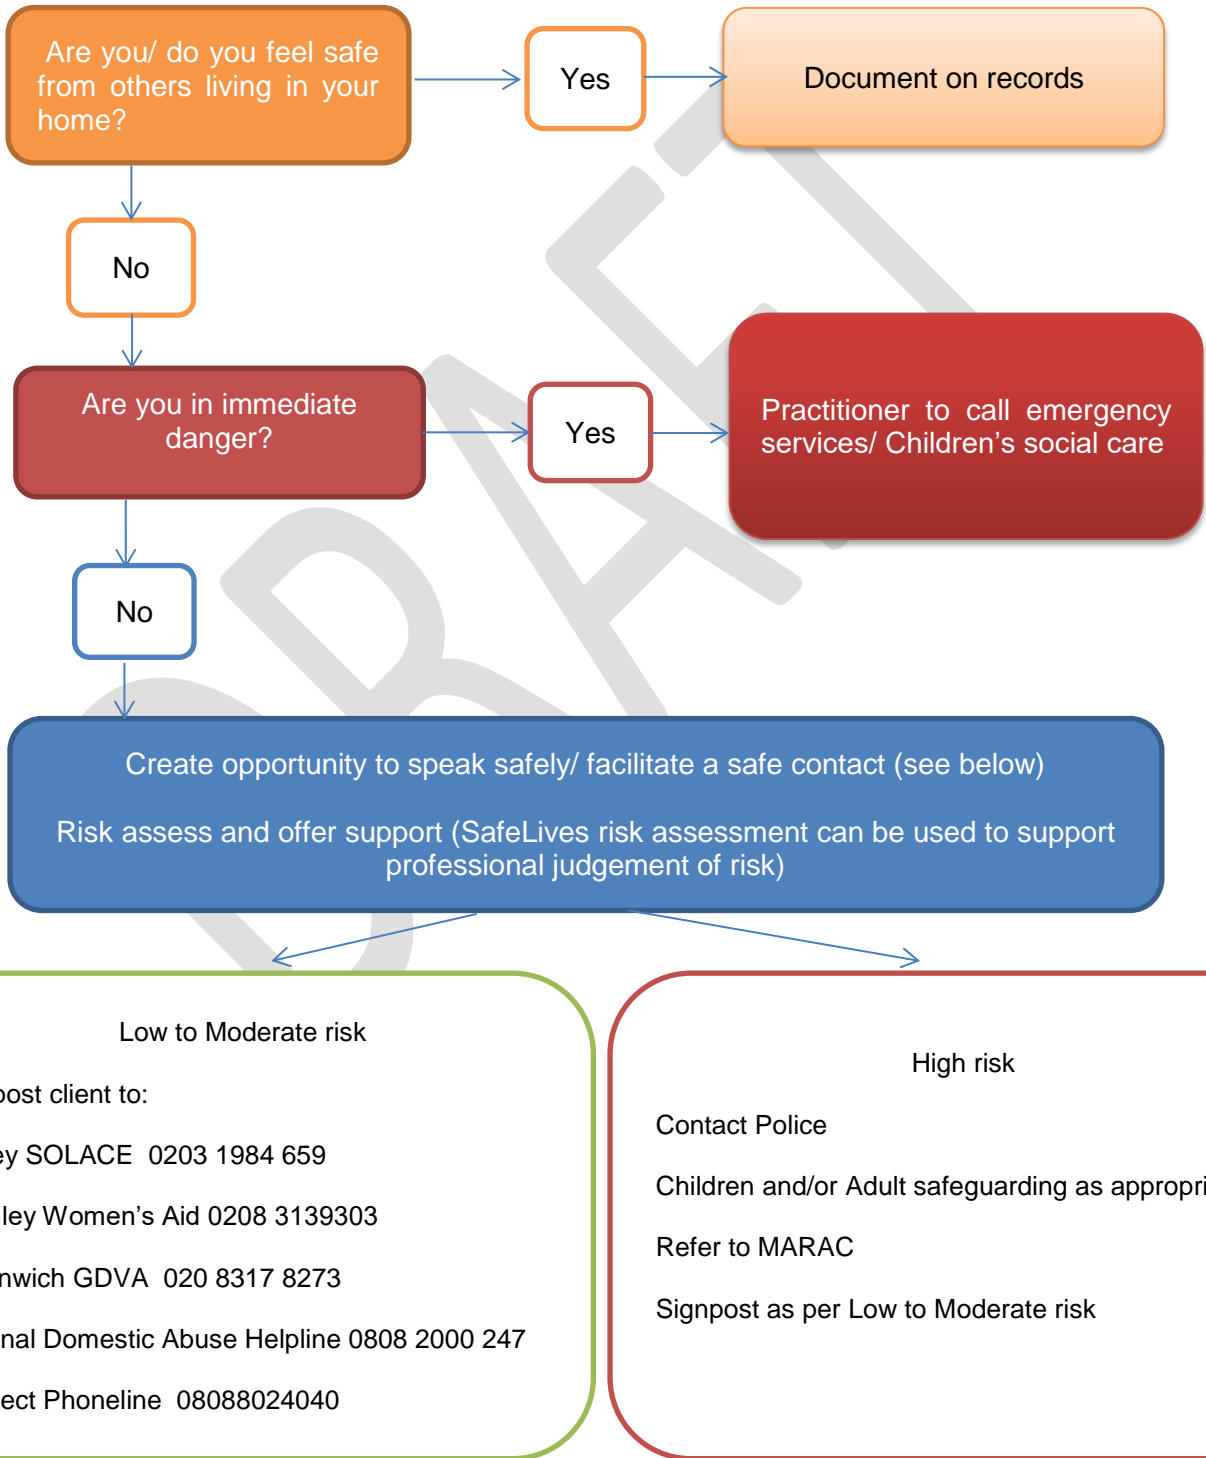 Are you/ do you feel safe
from others living in your
home?
Yes
Document on records
No
Are you in immediate
danger?
Yes
Practitioner to call emergency
services/ Children’s social care
No
Create opportunity to speak safely/ facilitate a safe contact (see below)
Risk assess and offer support (SafeLives risk assessment can be used to support
professional judgement of risk)
Low to Moderate risk
client to:
SOLACE 0203 1984 659
Women’s Aid 0208 3139303
GDVA 020 8317 8273
Domestic Abuse Helpline 0808 2000 247
Phoneline 08088024040
High risk
Contact Police
Children and/or Adult safeguarding as
Refer to MARAC
Signpost as per Low to Moderate risk
DRAFT